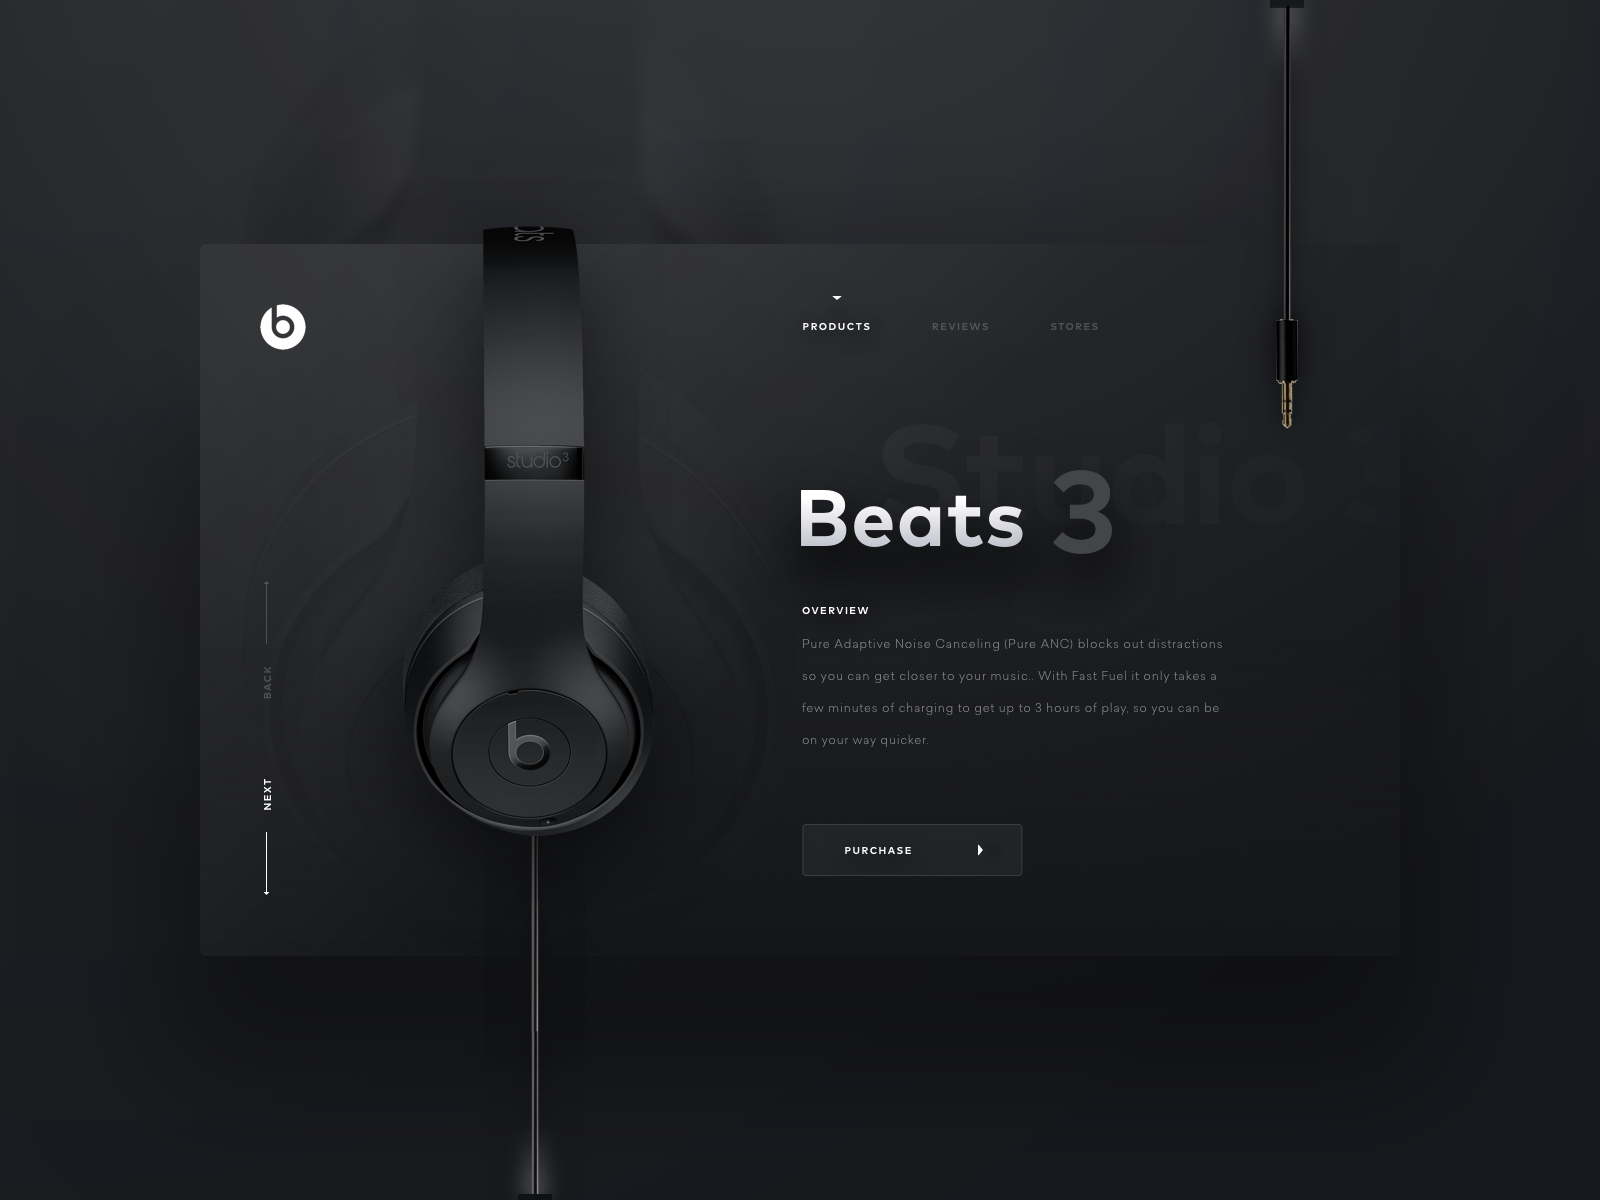 PRODUCTS
REVIEWS
STORES
studio3
Studio 3
Beats 3
OVERVIEW
Pure Adaptive Noise Canceling (Pure ANC) blocks out distractions
so you can get closer to your music.. With Fast Fuel it only takes a
few minutes of charging to get up to 3 hours of play, so you can be
on your way quicker.
BACK
NEXT
PURCHASE